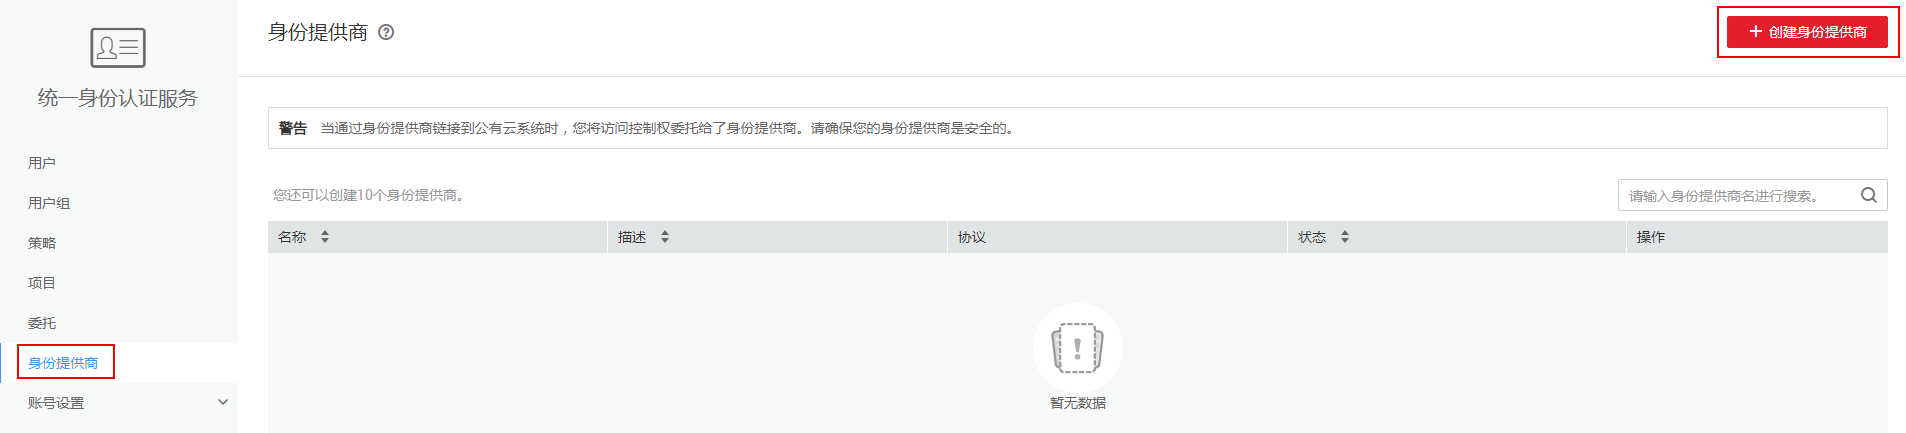 统一身份认证服务
用户
用户组
策略
项目
委托
身份提供商
账号设置
身份提供商 ?
+ 创建身份提供商
警告 当通过身份提供商链接到公有云系统时，您将访问控制权委托给了身份提供商。请确保您的身份提供商是安全的。
您还可以创建10个身份提供商。
请输入身份提供商名进行搜索。
名称 描述 协议 状态 操作
暂无数据